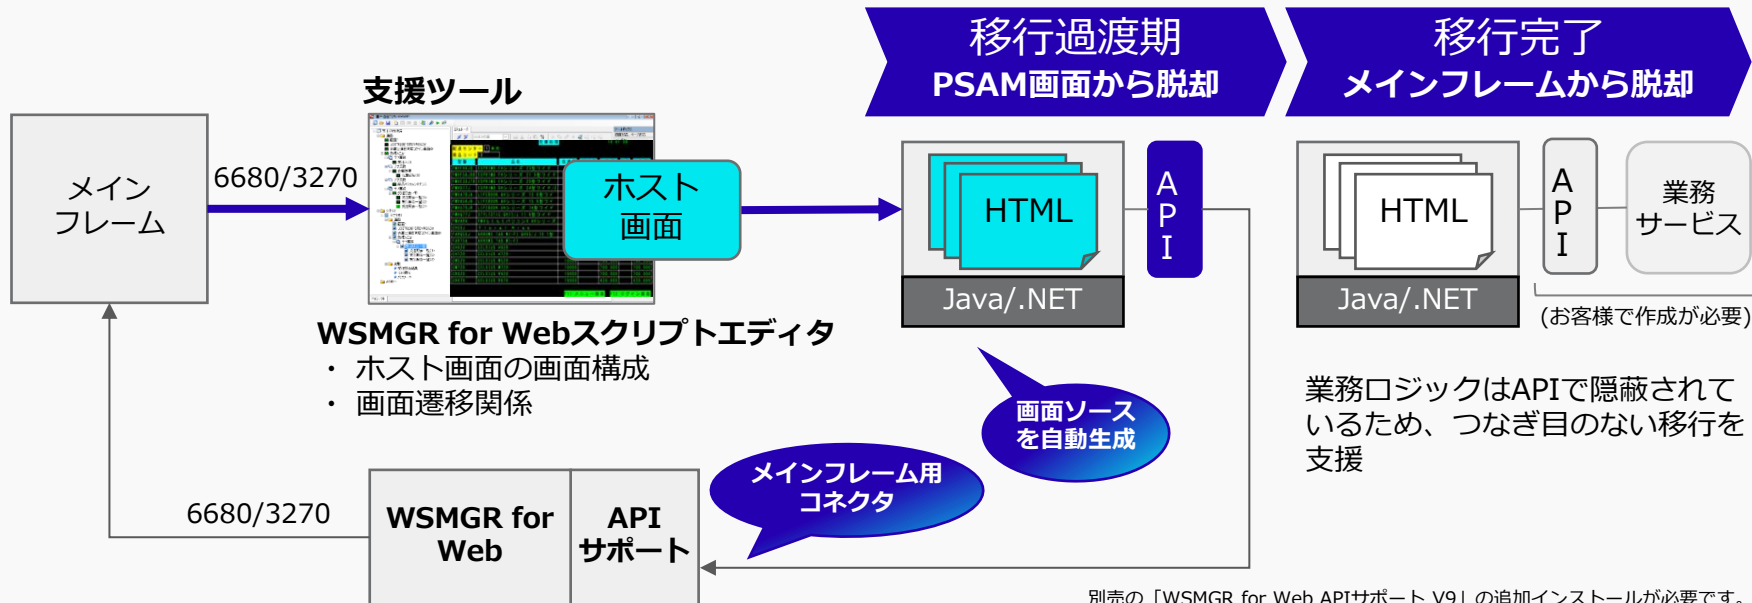 移行過渡期
PSAM画面から脱却
移行完了
メインフレームから脱却
支援ツール
メイン
フレーム
6680/3270
ホスト
画面
HTML
Java/.NET
A
P
I
HTML
Java/.NET
A
P
I
業務
サービス
(お客様で作成が必要)
WSMGR for Webスクリプトエディタ
・ ホスト画面の画面構成
・ 画面遷移関係
画面ソース
を自動生成
業務ロジックはAPIで隠蔽されて
いるため、つなぎ目のない移行を
支援
メインフレーム用
コネクタ
6680/3270
WSMGR for
Web
API
サポート
別売の「WSMGR for Web APIサポート V9」の追加インストールが必要です。